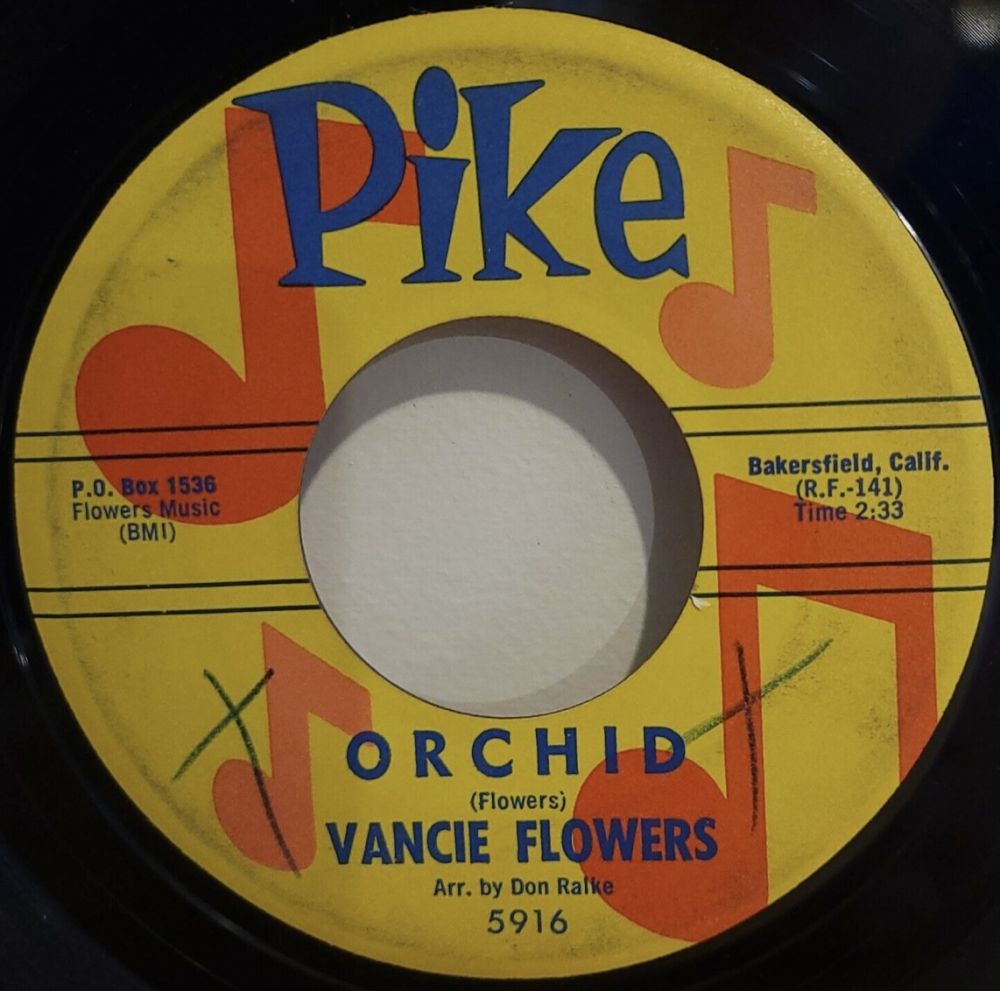 Pike
P.O. Box 1536
Flowers Music
(BMI)
Bakersfield, Calif.
(R.F.-141)
Time 2:33
ORCHID
(Flowers)
VANCIE FLOWERS
Arr. by Don Ralke
5916